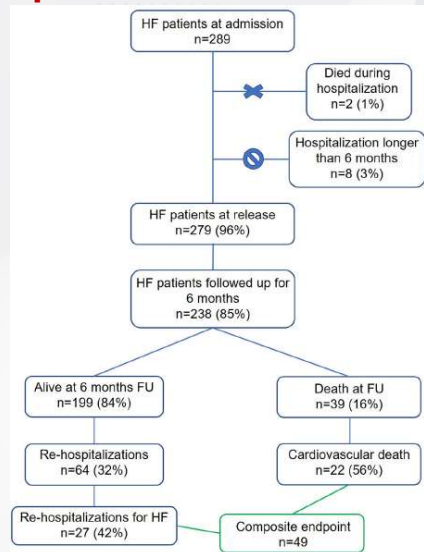 HF patients at admission
n=289
Died during
hospitalization
n=2 (1%)
Hospitalization longer
than 6 months
n=8 (3%)
HF patients at release
n=279 (96%)
HF patients followed up for
6 months
n=238 (85%)
Alive at 6 months FU
n=199 (84%)
Death at FU
n=39 (16%)
Re-hospitalizations
n=64 (32%)
Cardiovascular death
n=22 (56%)
Re-hospitalizations for HF
n=27 (42%)
Composite endpoint
n=49